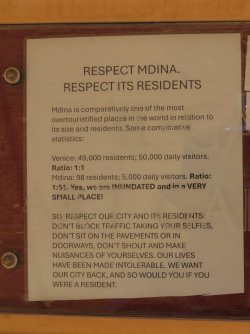 RESPECT MDINA.
RESPECT ITS RESIDENTS
Mdina is comparatively one of the most
overtouristified places in the world in relation to
its size and residents. Some comparative
statistics:
Venice: 49,000 residents; 50,000 daily visitors.
Ratio: 1:1
Mdina: 98 residents; 5.000 daily visitors. Ratio:
1:51. Yes, we are INUNDATED and in a VERY
SMALL PLACE!
SO, RESPECT OUR CITY AND ITS RESIDENTS:
DON'T BLOCK TRAFFIC TAKING YOUR SELFIES,
DON'T SIT ON THE PAVEMENTS OR IN
DOORWAYS, DON'T SHOUT AND MAKE
NUISANCES OF YOURSELVES. OUR LIVES
HAVE BEEN MADE INTOLERABLE. WE WANT
OUR CITY BACK, AND SO WOULD YOU IF YOU
WERE A RESIDENT.